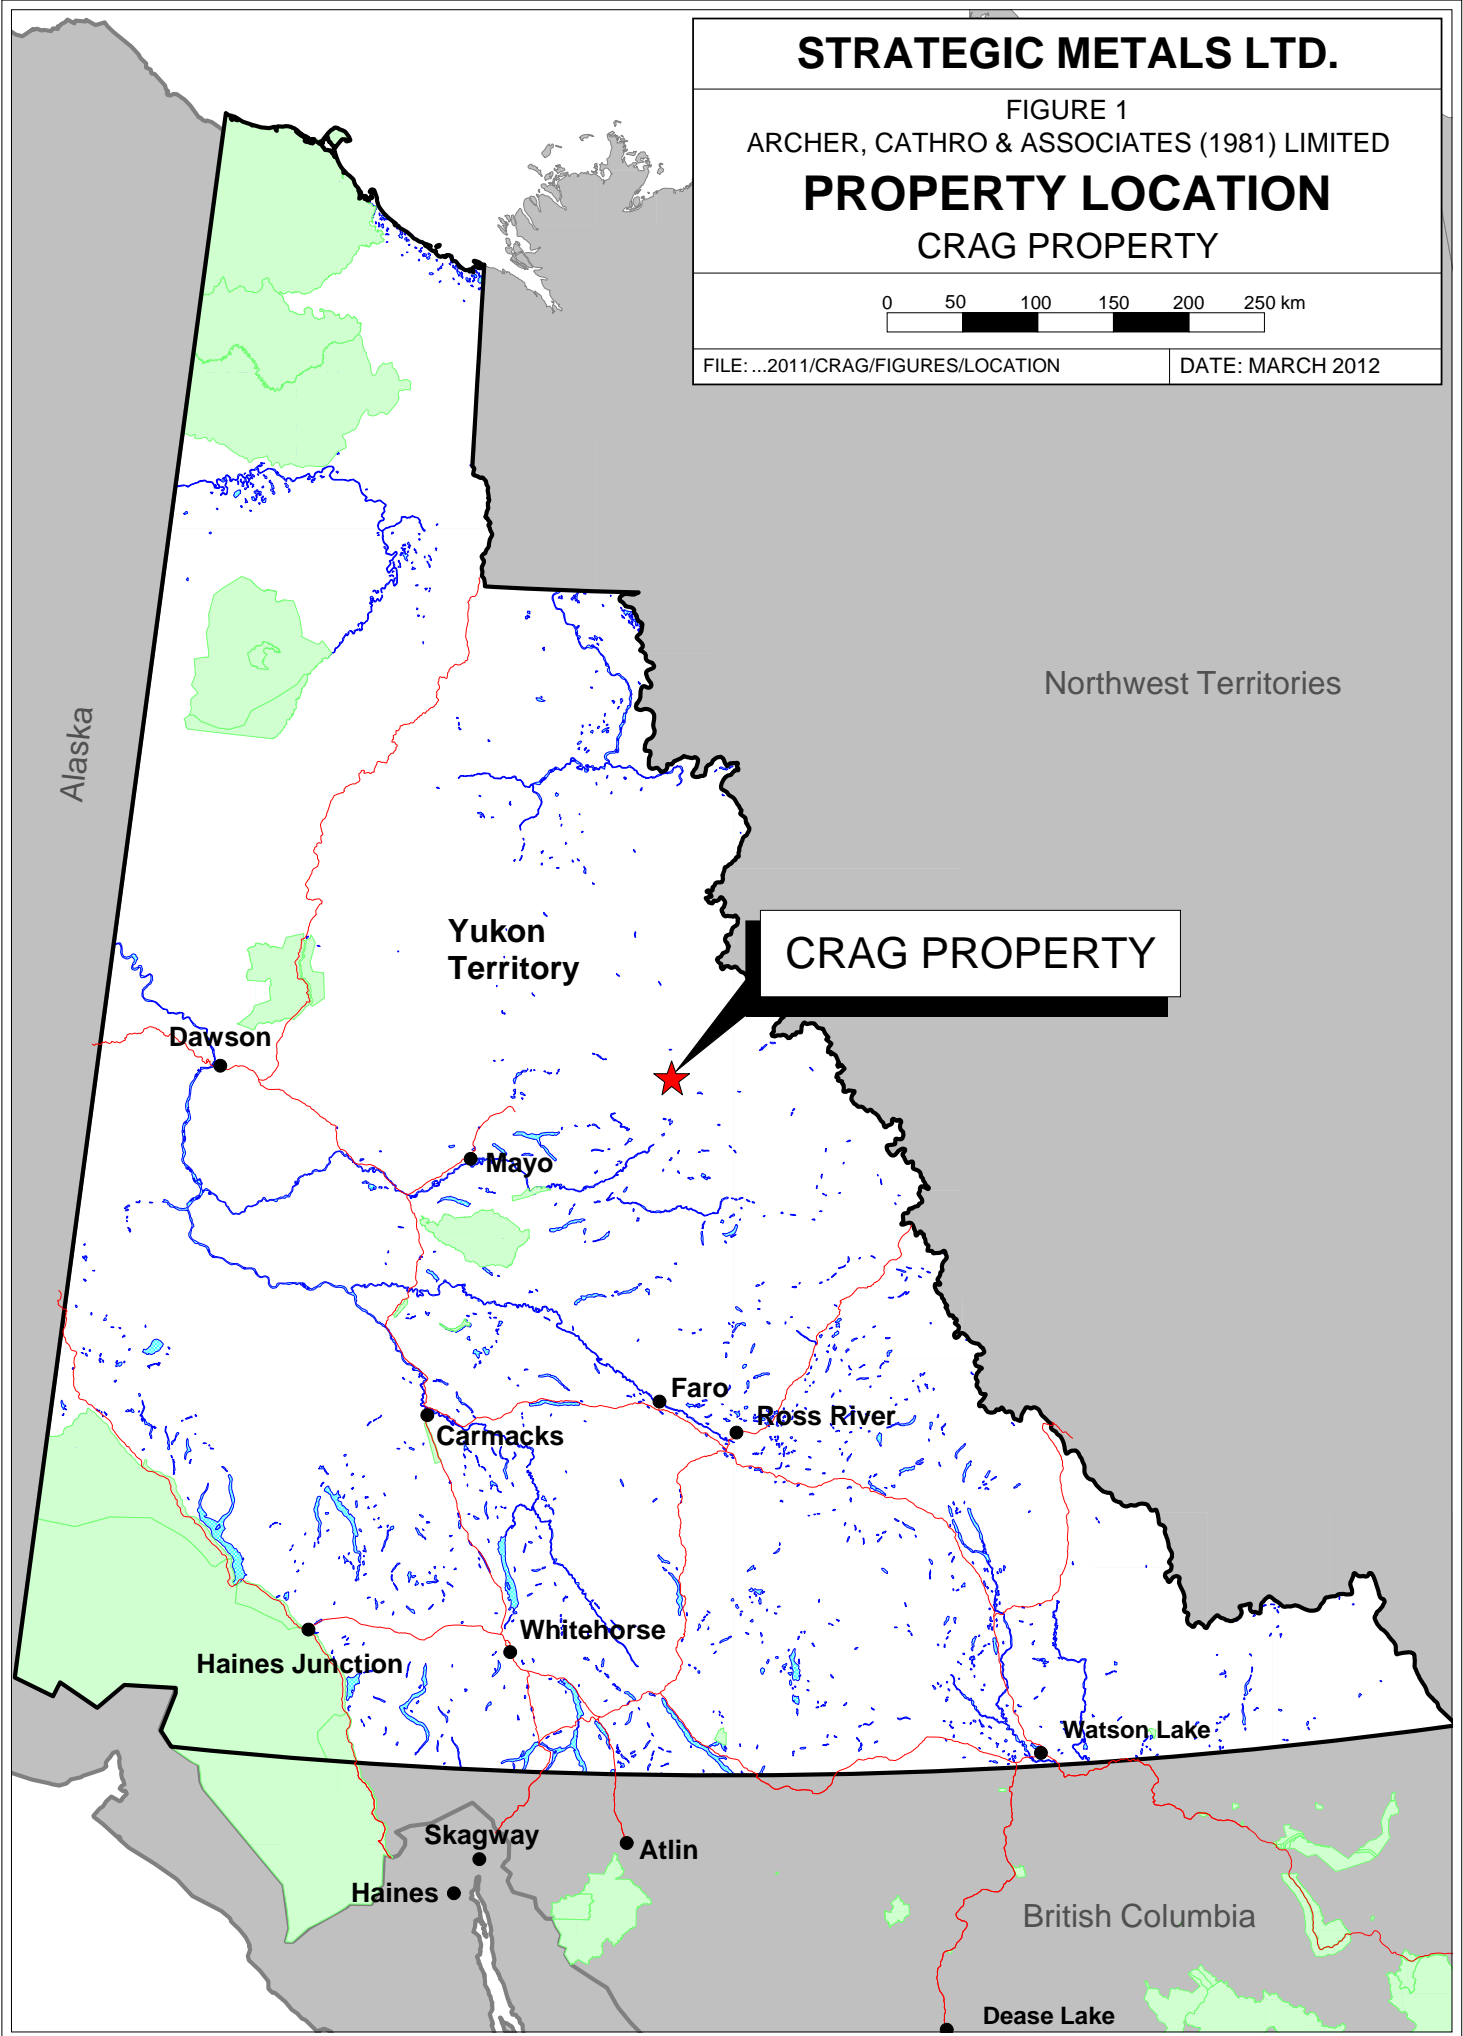 STRATEGIC METALS LTD.
FIGURE 1
ARCHER, CATHRO & ASSOCIATES (1981) LIMITED
PROPERTY LOCATION
CRAG PROPERTY
0 50 100 150 200 250 km
FILE: ...2011/CRAG/FIGURES/LOCATION
DATE: MARCH 2012
Northwest Territories
Alaska
Yukon
Territory
CRAG PROPERTY
Dawson
Mayo
Faro
Ross River
Carmacks
Whitehorse
Haines Junction
Watson Lake
Skagway
Atlin
Haines
British Columbia
Dease Lake